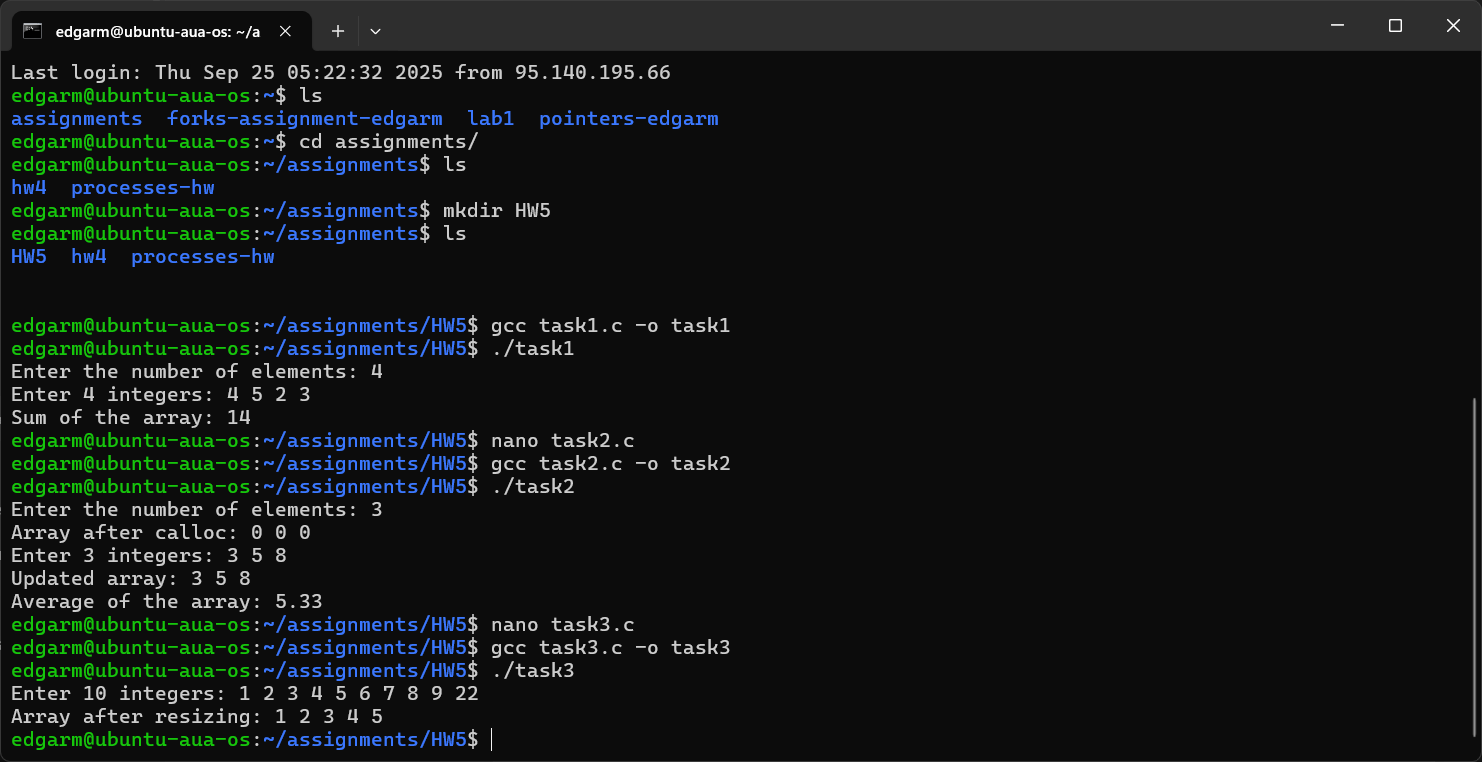 edgarm@ubuntu-aua-os: ~/a
Last login: Thu Sep 25 05:22:32 2025 from 95.140.195.66
edgarm@ubuntu-aua-os:~$ ls
assignments  forks-assignment-edgarm  lab1  pointers-edgarm
edgarm@ubuntu-aua-os:~$ cd assignments/
edgarm@ubuntu-aua-os:~/assignments$ ls
hw4  processes-hw
edgarm@ubuntu-aua-os:~/assignments$ mkdir HW5
edgarm@ubuntu-aua-os:~/assignments$ ls
HW5  hw4  processes-hw
edgarm@ubuntu-aua-os:~/assignments/HW5$ gcc task1.c -o task1
edgarm@ubuntu-aua-os:~/assignments/HW5$ ./task1
Enter the number of elements: 4
Enter 4 integers: 4 5 2 3
Sum of the array: 14
edgarm@ubuntu-aua-os:~/assignments/HW5$ nano task2.c
edgarm@ubuntu-aua-os:~/assignments/HW5$ gcc task2.c -o task2
edgarm@ubuntu-aua-os:~/assignments/HW5$ ./task2
Enter the number of elements: 3
Array after calloc: 0 0 0
Enter 3 integers: 3 5 8
Updated array: 3 5 8
Average of the array: 5.33
edgarm@ubuntu-aua-os:~/assignments/HW5$ nano task3.c
edgarm@ubuntu-aua-os:~/assignments/HW5$ gcc task3.c -o task3
edgarm@ubuntu-aua-os:~/assignments/HW5$ ./task3
Enter 10 integers: 1 2 3 4 5 6 7 8 9 22
Array after resizing: 1 2 3 4 5
edgarm@ubuntu-aua-os:~/assignments/HW5$